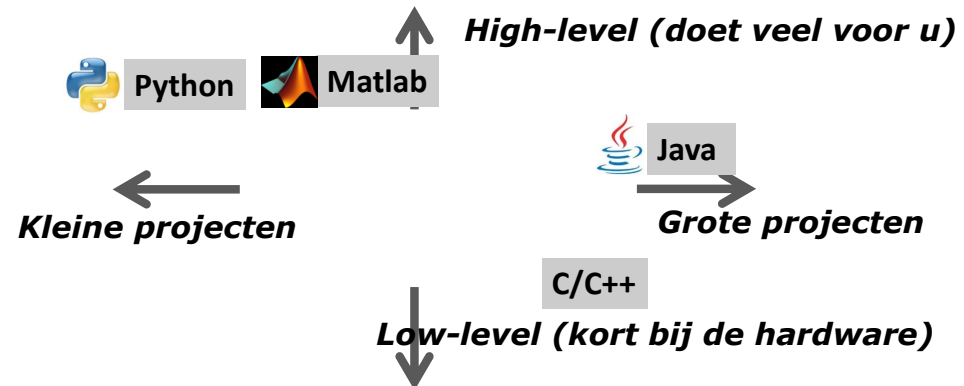 High-level (doet veel voor u)
Python
Matlab
Java
Kleine projecten
Grote projecten
C/C++
Low-level (kort bij de hardware)